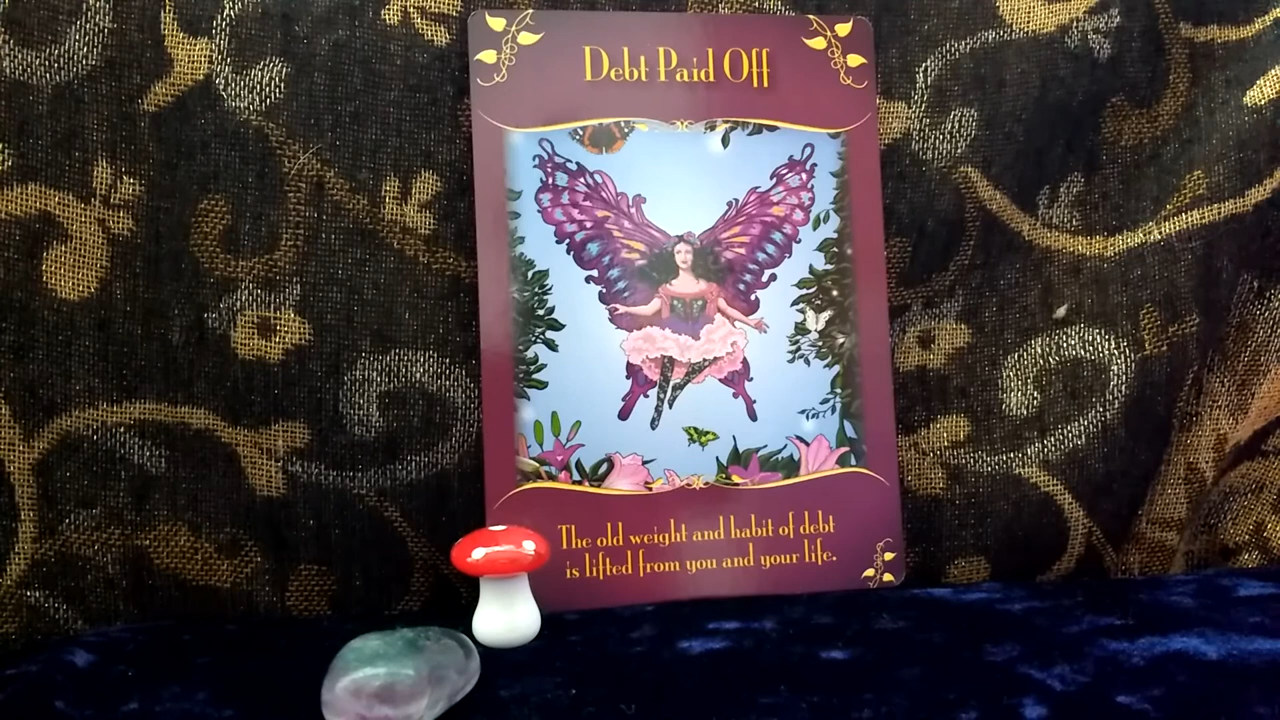 Debt Paid Off
The old weight and habit of debt
is lifted from you and your life.